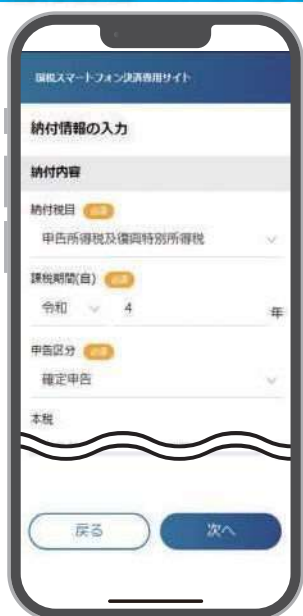 国税スマートフォン決済専用サイト
納付情報の入力
納付内容
納付税目 必須
申告所得税及復興特別所得税
課税期間(自) 必須
令和 4 年
申告区分 必須
確定申告
本税
戻る 次へ